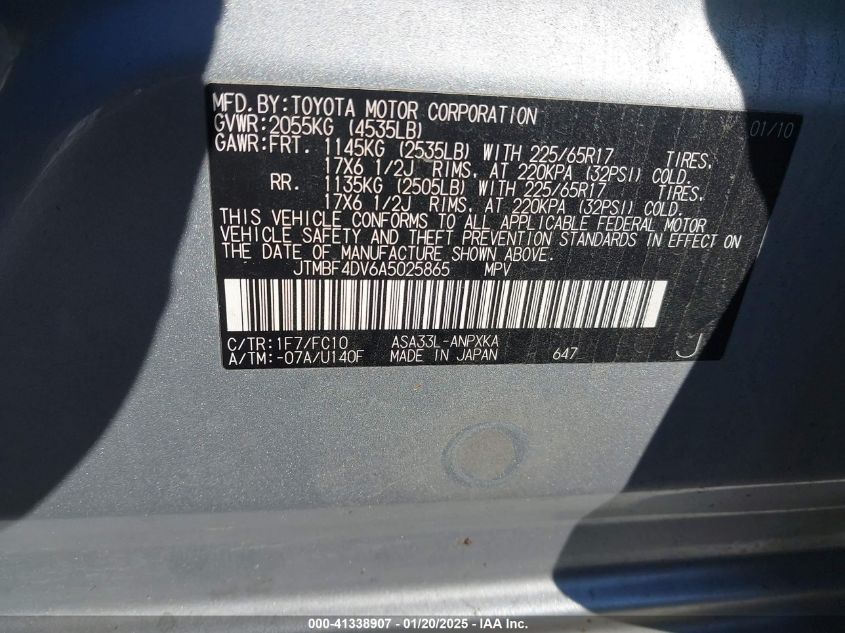 MFD.BY:TOYOTA MOTOR CORPORATION 01/10
GVWR:2055KG (4535LB)
GAWR:FRT. 1145KG (2535LB) WITH 225/65R17 TIRES,
17X6 1/2J RIMS, AT 220KPA (32PSI) COLD.
RR. 1135KG (2505LB) WITH 225/65R17 TIRES,
17X6 1/2J RIMS, AT 220KPA (32PSI) COLD.
THIS VEHICLE CONFORMS TO ALL APPLICABLE FEDERAL MOTOR
VEHICLE SAFETY AND THEFT PREVENTION STANDARDS IN EFFECT ON
THE DATE OF MANUFACTURE SHOWN ABOVE.
JTMBF4DV6A5025865 MPV
C/TR:1F7/FC10 ASA33L-ANPXKA
A/TM:-07A/U140F MADE IN JAPAN 647 J
000-41338907 - 01/20/2025 - © IAA Inc.